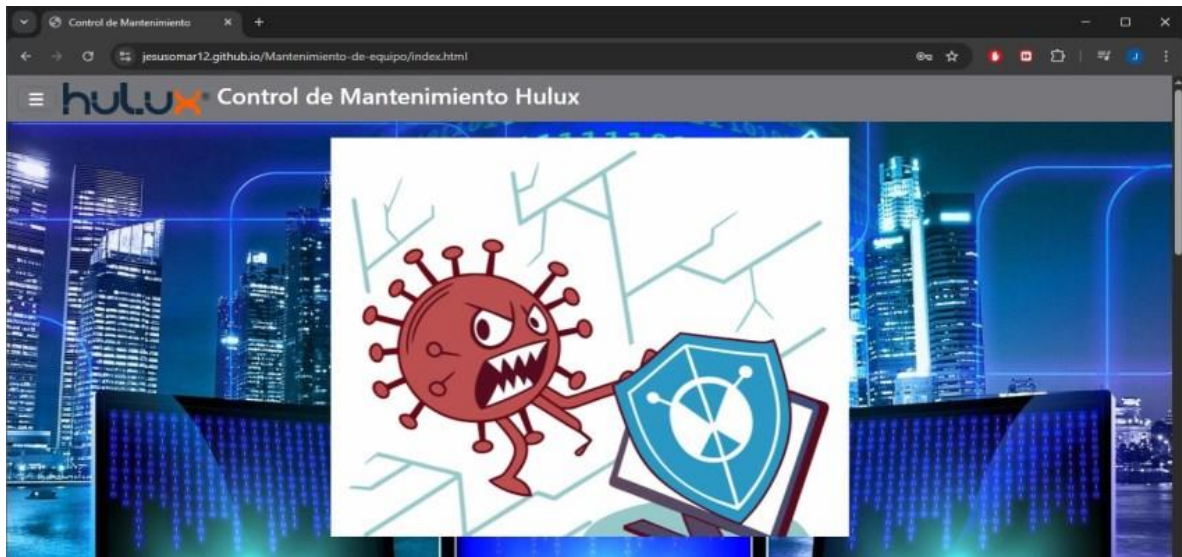 Control de Mantenimiento
jesusomar12.github.io/Mantenimiento-de-equipo/index.html
J
hulux Control de Mantenimiento Hulux